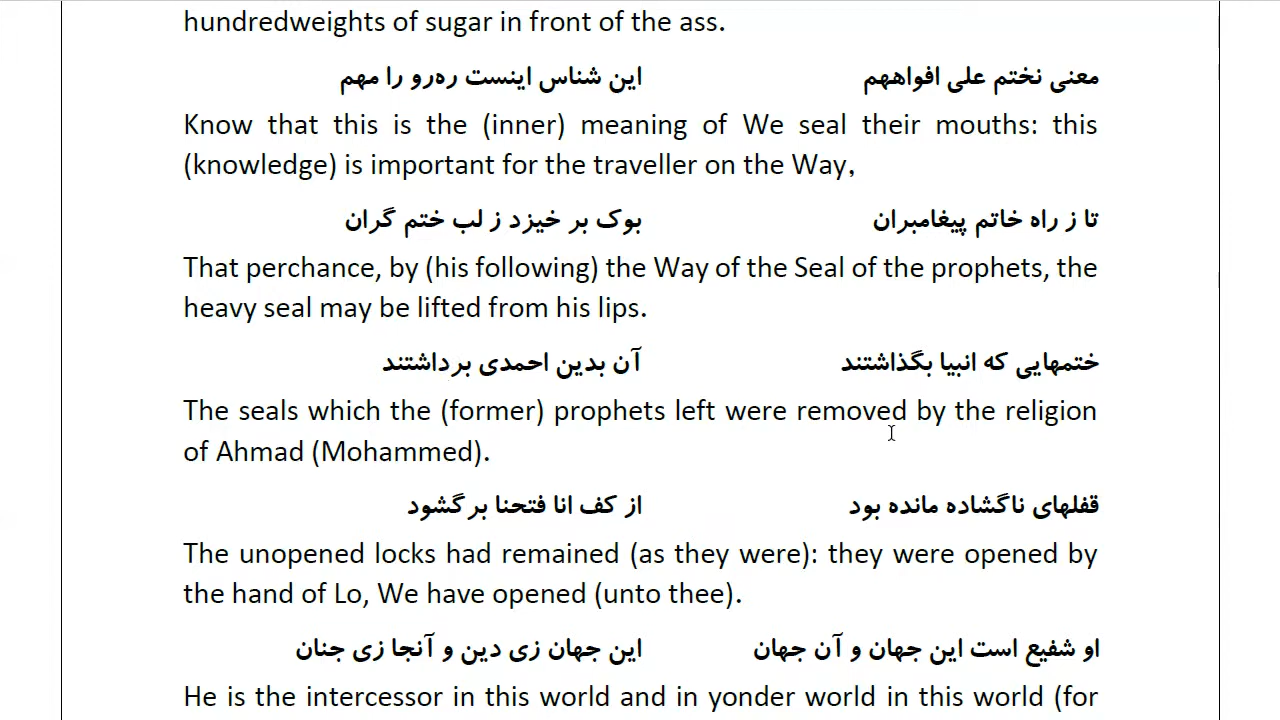 hundredweights of sugar in front of the ass.
معنی نختم علی افواههم این شناس اینست ره‌رو را مهم
Know that this is the (inner) meaning of We seal their mouths: this
(knowledge) is important for the traveller on the Way,
تا ز راه خاتم پیغامبران بوک بر خیزد ز لب ختم گران
That perchance, by (his following) the Way of the Seal of the prophets, the
heavy seal may be lifted from his lips.
ختمهایی که انبیا بگذاشتند آن بدین احمدی برداشتند
The seals which the (former) prophets left were removed by the religion
of Ahmad (Mohammed).
قفلهای ناگشاده مانده بود از کف انا فتحنا برگشود
The unopened locks had remained (as they were): they were opened by
the hand of Lo, We have opened (unto thee).
او شفیع است این جهان و آن جهان این جهان زی دین و آنجا زی جنان
He is the intercessor in this world and in yonder world in this world (for